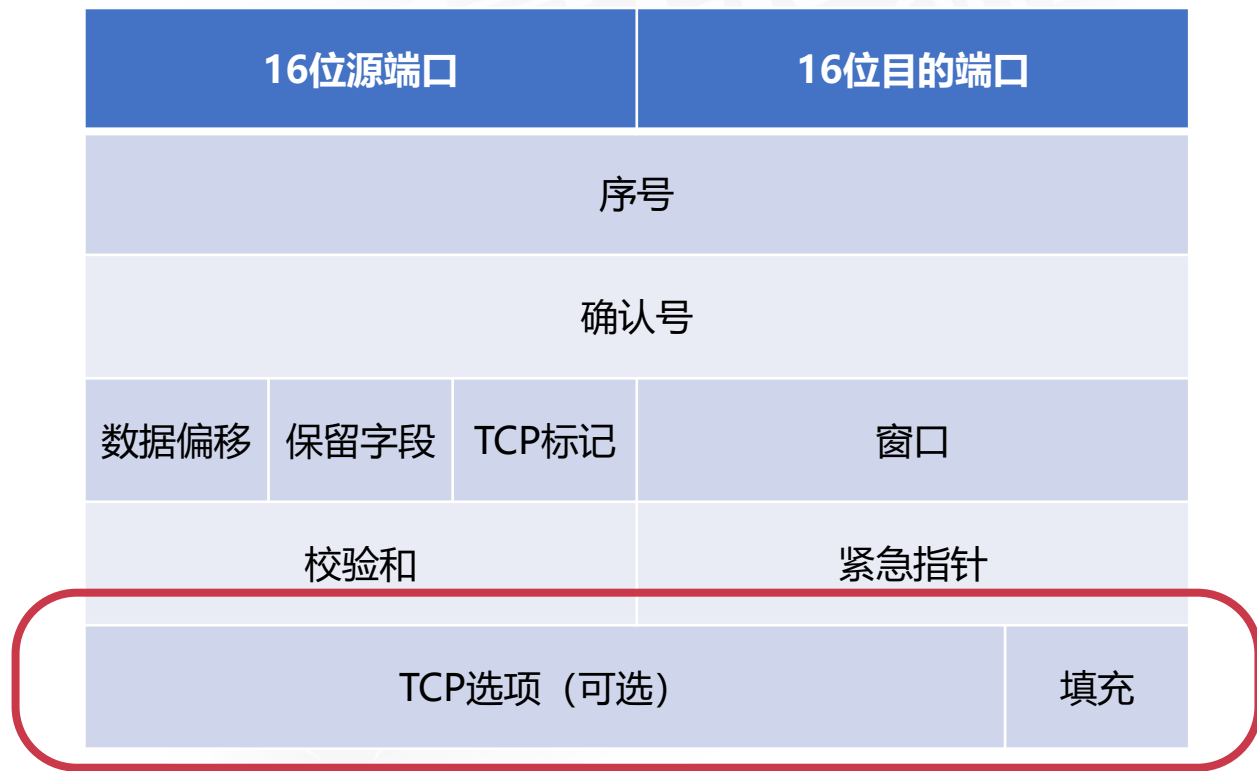 16位源端口 16位目的端口
序号
确认号
数据偏移 保留字段 TCP标记 窗口
校验和 紧急指针
TCP选项（可选） 填充